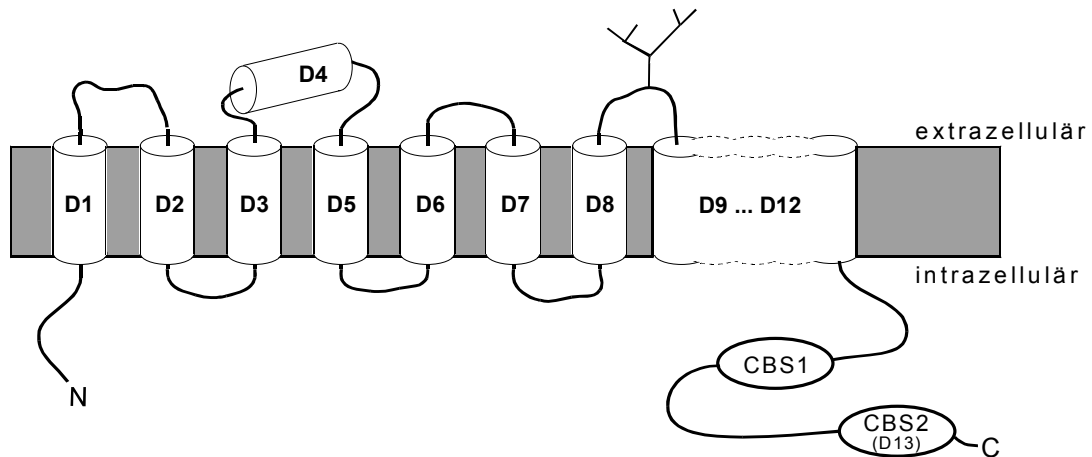 D4
extrazellulär
D1 D2 D3 D5 D6 D7 D8 D9 ... D12
intrazellulär
CBS1
N
CBS2
(D13)
C